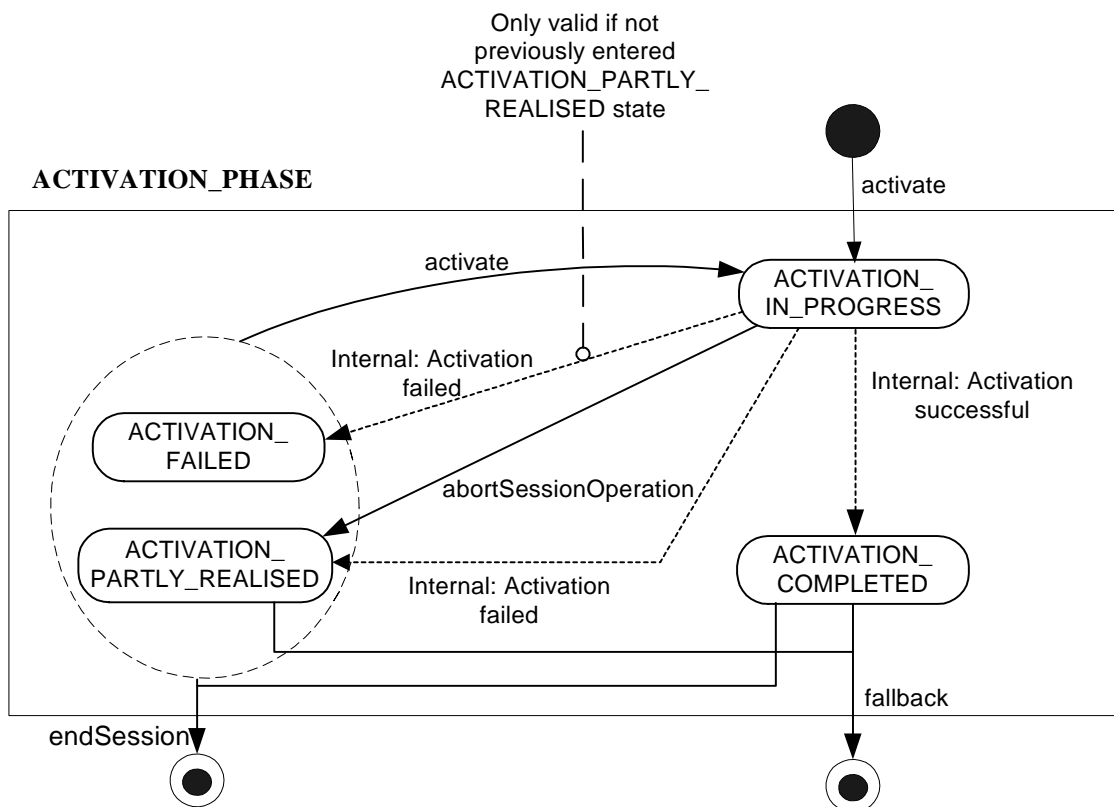 Only valid if not
previously entered
ACTIVATION_PARTLY_
REALISED state
ACTIVATION_PHASE
activate
activate
ACTIVATION_
IN_PROGRESS
Internal: Activation
failed
Internal: Activation
successful
ACTIVATION_
FAILED
abortSessionOperation
ACTIVATION_
PARTLY_REALISED
Internal: Activation
failed
ACTIVATION_
COMPLETED
fallback
endSession